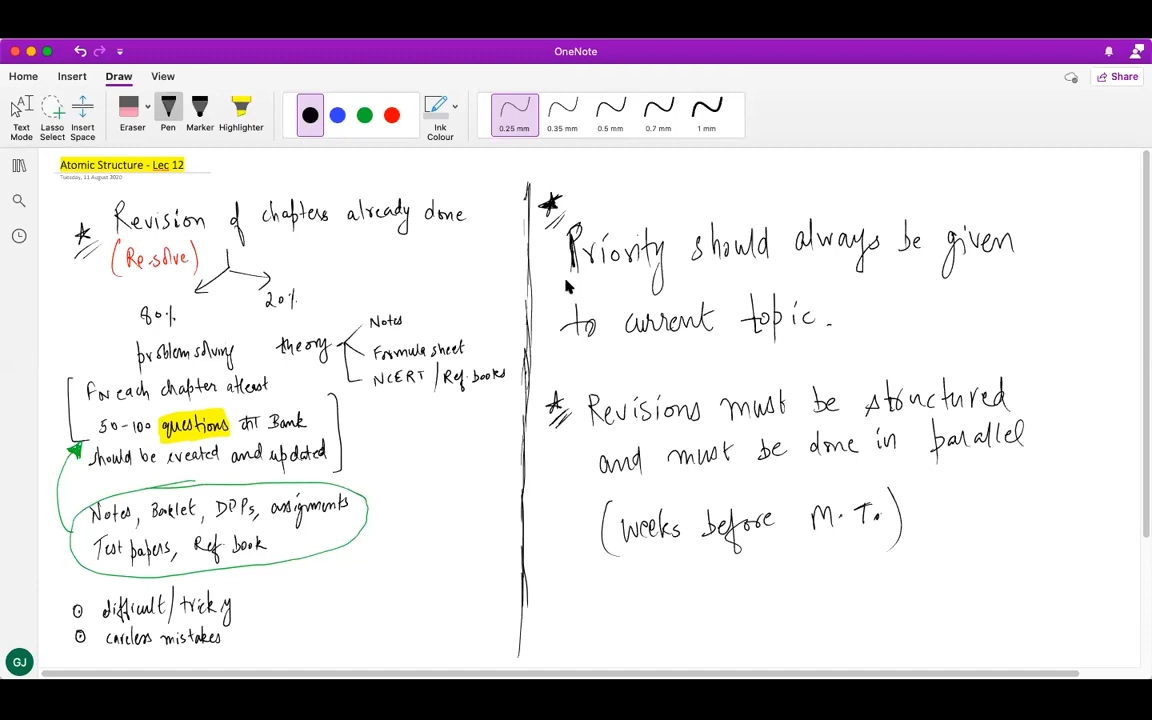 OneNote
Home Insert Draw View
Share
Text Mode
Lasso Select
Insert Space
Eraser
Pen
Marker
Highlighter
Ink Colour
0.25 mm
0.35 mm
0.5 mm
0.7 mm
1 mm
Atomic Structure - Lec 12
Tuesday, 11 August 2020
Revision of chapters already done
(Re-solve)
80%
20%
problem solving
theory
Notes
Formula sheet
NCERT / Ref. books
For each chapter atleast
50-100 questions Bank
should be created and updated
Notes, Booklet, DPPs, assignments
Test papers, Ref. book
difficult/tricky
careless mistakes
Priority should always be given
to current topic.
Revisions must be structured
and must be done in parallel
(weeks before M.T.)
GJ